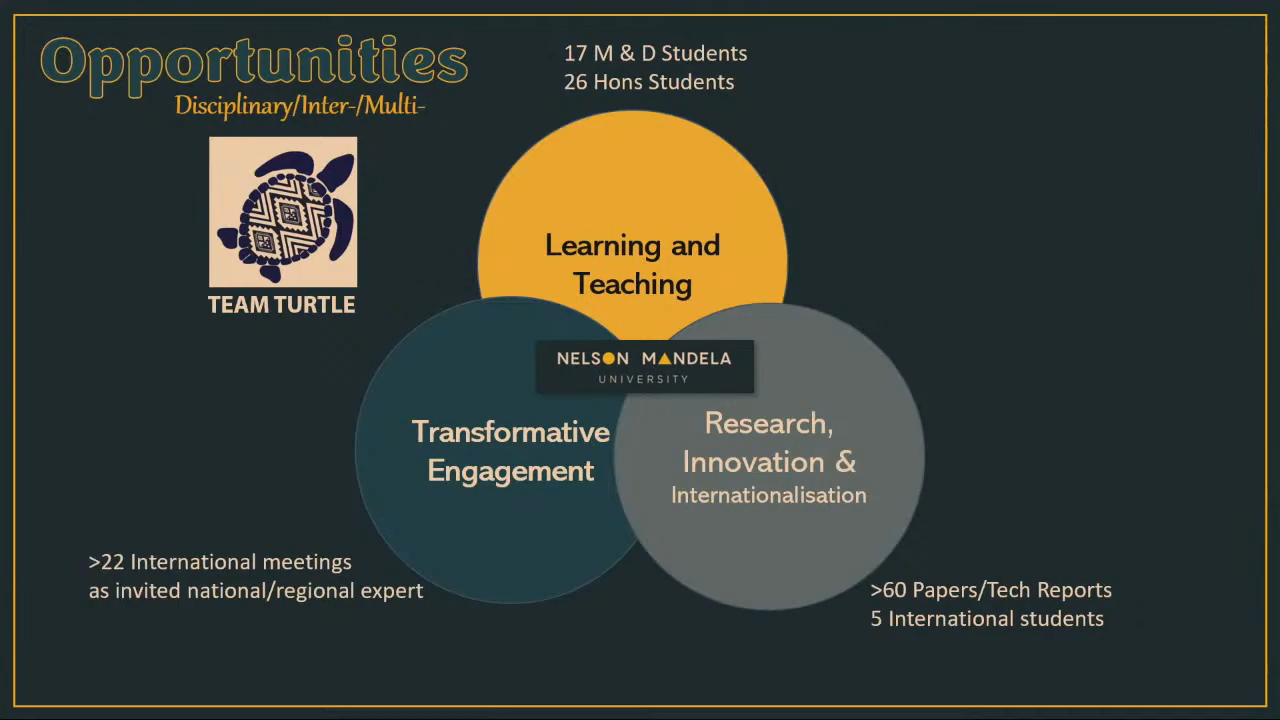 Opportunities
Disciplinary/Inter-/Multi-
17 M & D Students
26 Hons Students
TEAM TURTLE
Learning and
Teaching
NELSON MANDELA
UNIVERSITY
Transformative
Engagement
Research,
Innovation &
Internationalisation
>22 International meetings
as invited national/regional expert
>60 Papers/Tech Reports
5 International students